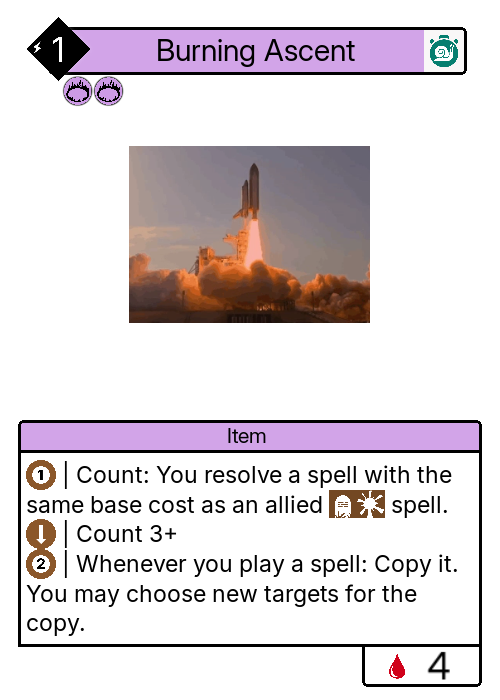 1
Burning Ascent
Item
1 | Count: You resolve a spell with the
same base cost as an allied spell.
| Count 3+
2 | Whenever you play a spell: Copy it.
You may choose new targets for the
copy.
4